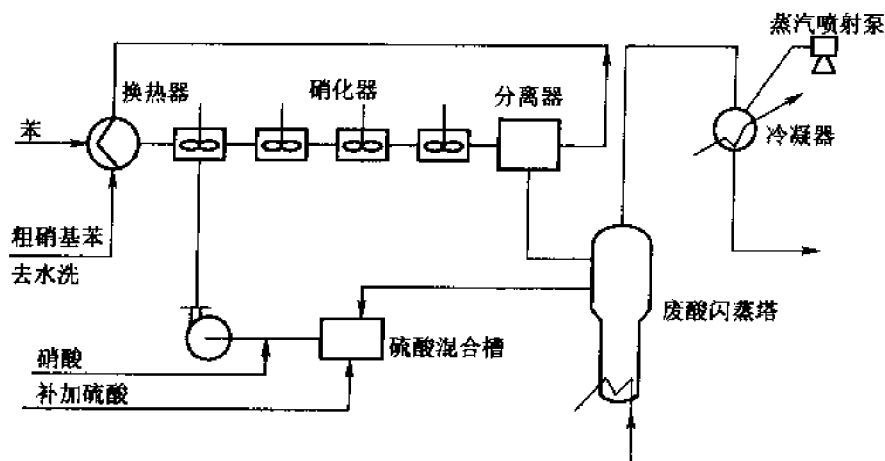 蒸汽喷射泵
换热器
硝化器
分离器
苯
冷凝器
粗硝基苯
去水洗
废酸闪蒸塔
硫酸混合槽
硝酸
补加硫酸